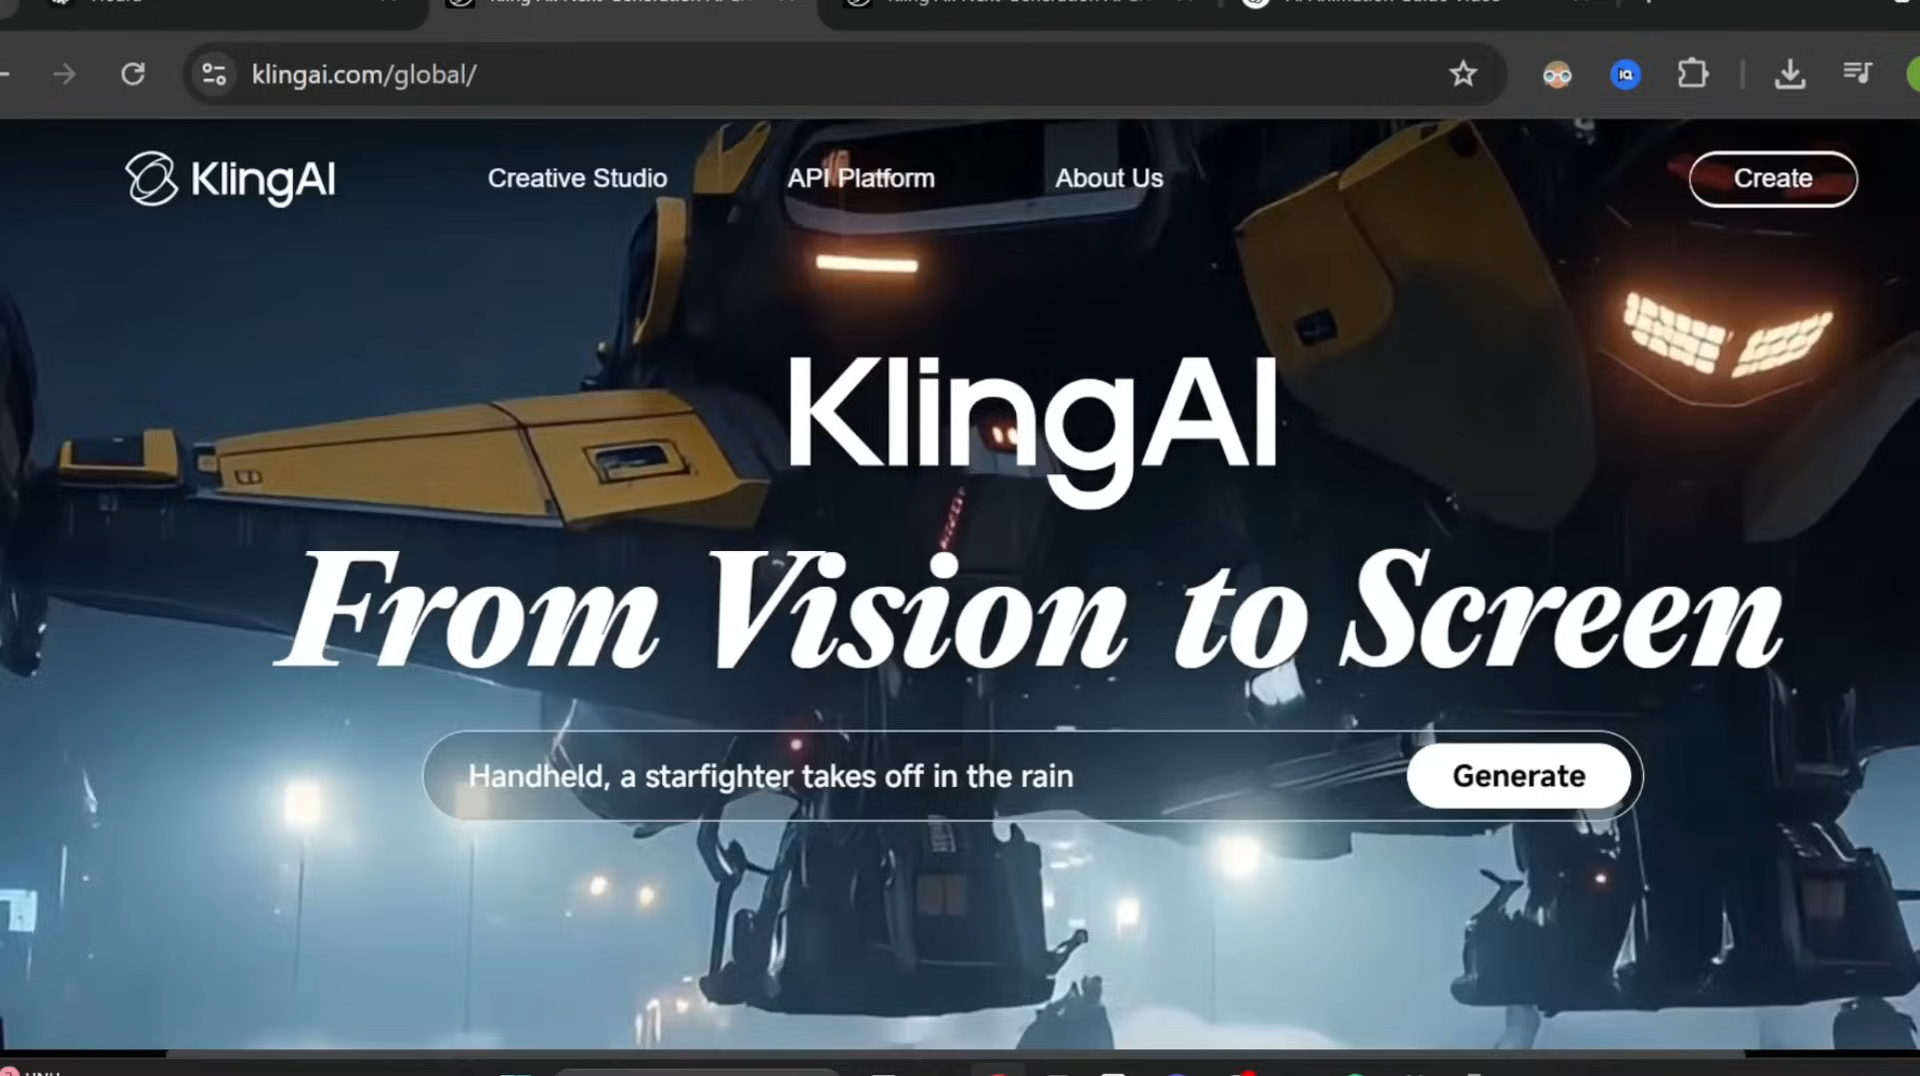 klingai.com/global/
KlingAI
Creative Studio
API Platform
About Us
Create
KlingAI
From Vision to Screen
Handheld, a starfighter takes off in the rain
Generate